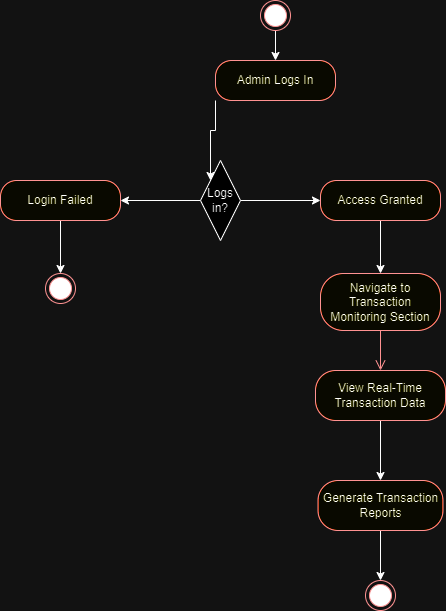 Admin Logs In
Logs
in?
Login Failed
Access Granted
Navigate to
Transaction
Monitoring Section
View Real-Time
Transaction Data
Generate Transaction
Reports